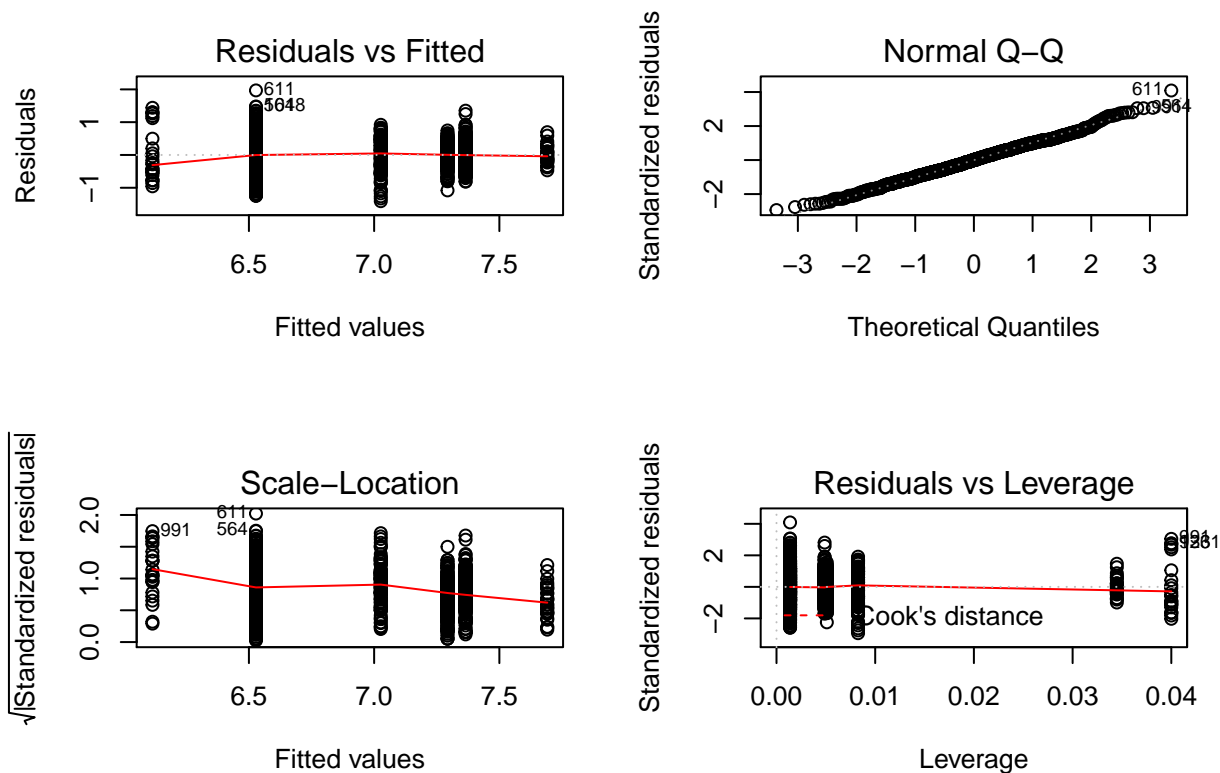 Residuals vs Fitted
Residuals
1
−1
611
6.5 7.0 7.5
Fitted values
Normal Q−Q
Standardized residuals
2
−2
611
−3 −2 −1 0 1 2 3
Theoretical Quantiles
Scale−Location
√|Standardized residuals|
2.0
1.0
0.0
991
611
564
6.5 7.0 7.5
Fitted values
Residuals vs Leverage
Standardized residuals
2
−2
Cook's distance
0.00 0.01 0.02 0.03 0.04
Leverage